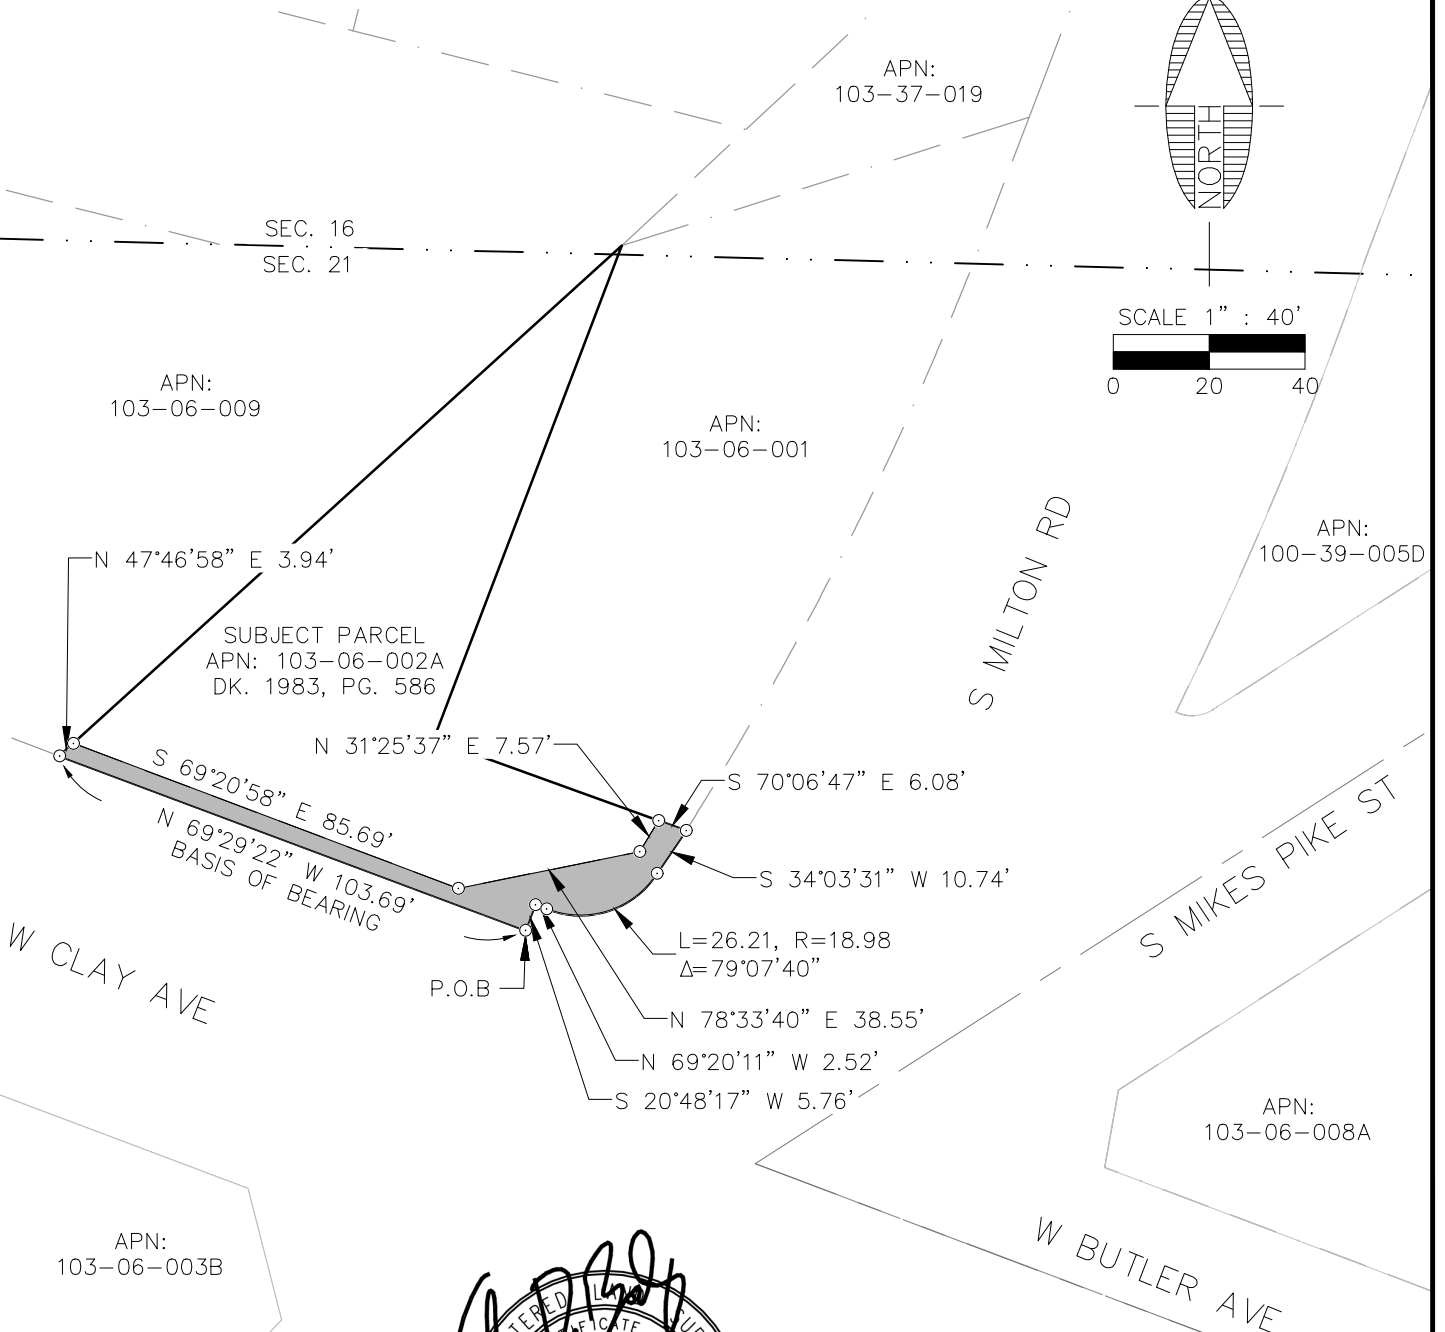 APN:
103-37-019
NORTH
SEC. 16
SEC. 21
SCALE 1" : 40'
0 20 40
APN:
103-06-009
APN:
103-06-001
APN:
100-39-005D
S MILTON RD
N 47°46'58" E 3.94'
SUBJECT PARCEL
APN: 103-06-002A
DK. 1983, PG. 586
N 31°25'37" E 7.57'
S 70°06'47" E 6.08'
S 69°20'58" E 85.69'
N 69°29'22" W 103.69'
BASIS OF BEARING
S 34°03'31" W 10.74'
S MIKES PIKE ST
L=26.21, R=18.98
Δ=79°07'40"
W CLAY AVE
P.O.B
N 78°33'40" E 38.55'
N 69°20'11" W 2.52'
S 20°48'17" W 5.76'
APN:
103-06-008A
APN:
103-06-003B
W BUTLER AVE
LAN